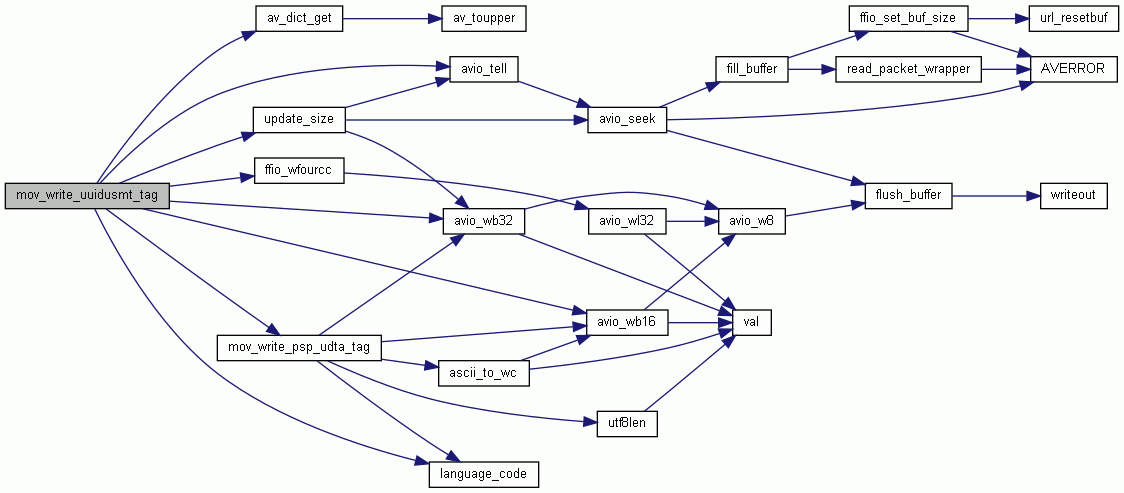 av_dict_get
av_toupper
ffio_set_buf_size
url_resetbuf
avio_tell
fill_buffer
read_packet_wrapper
AVERROR
update_size
avio_seek
ffio_wfourcc
mov_write_uuidusmt_tag
flush_buffer
writeout
avio_wb32
avio_wl32
avio_w8
avio_wb16
val
mov_write_psp_udta_tag
ascii_to_wc
utf8len
language_code